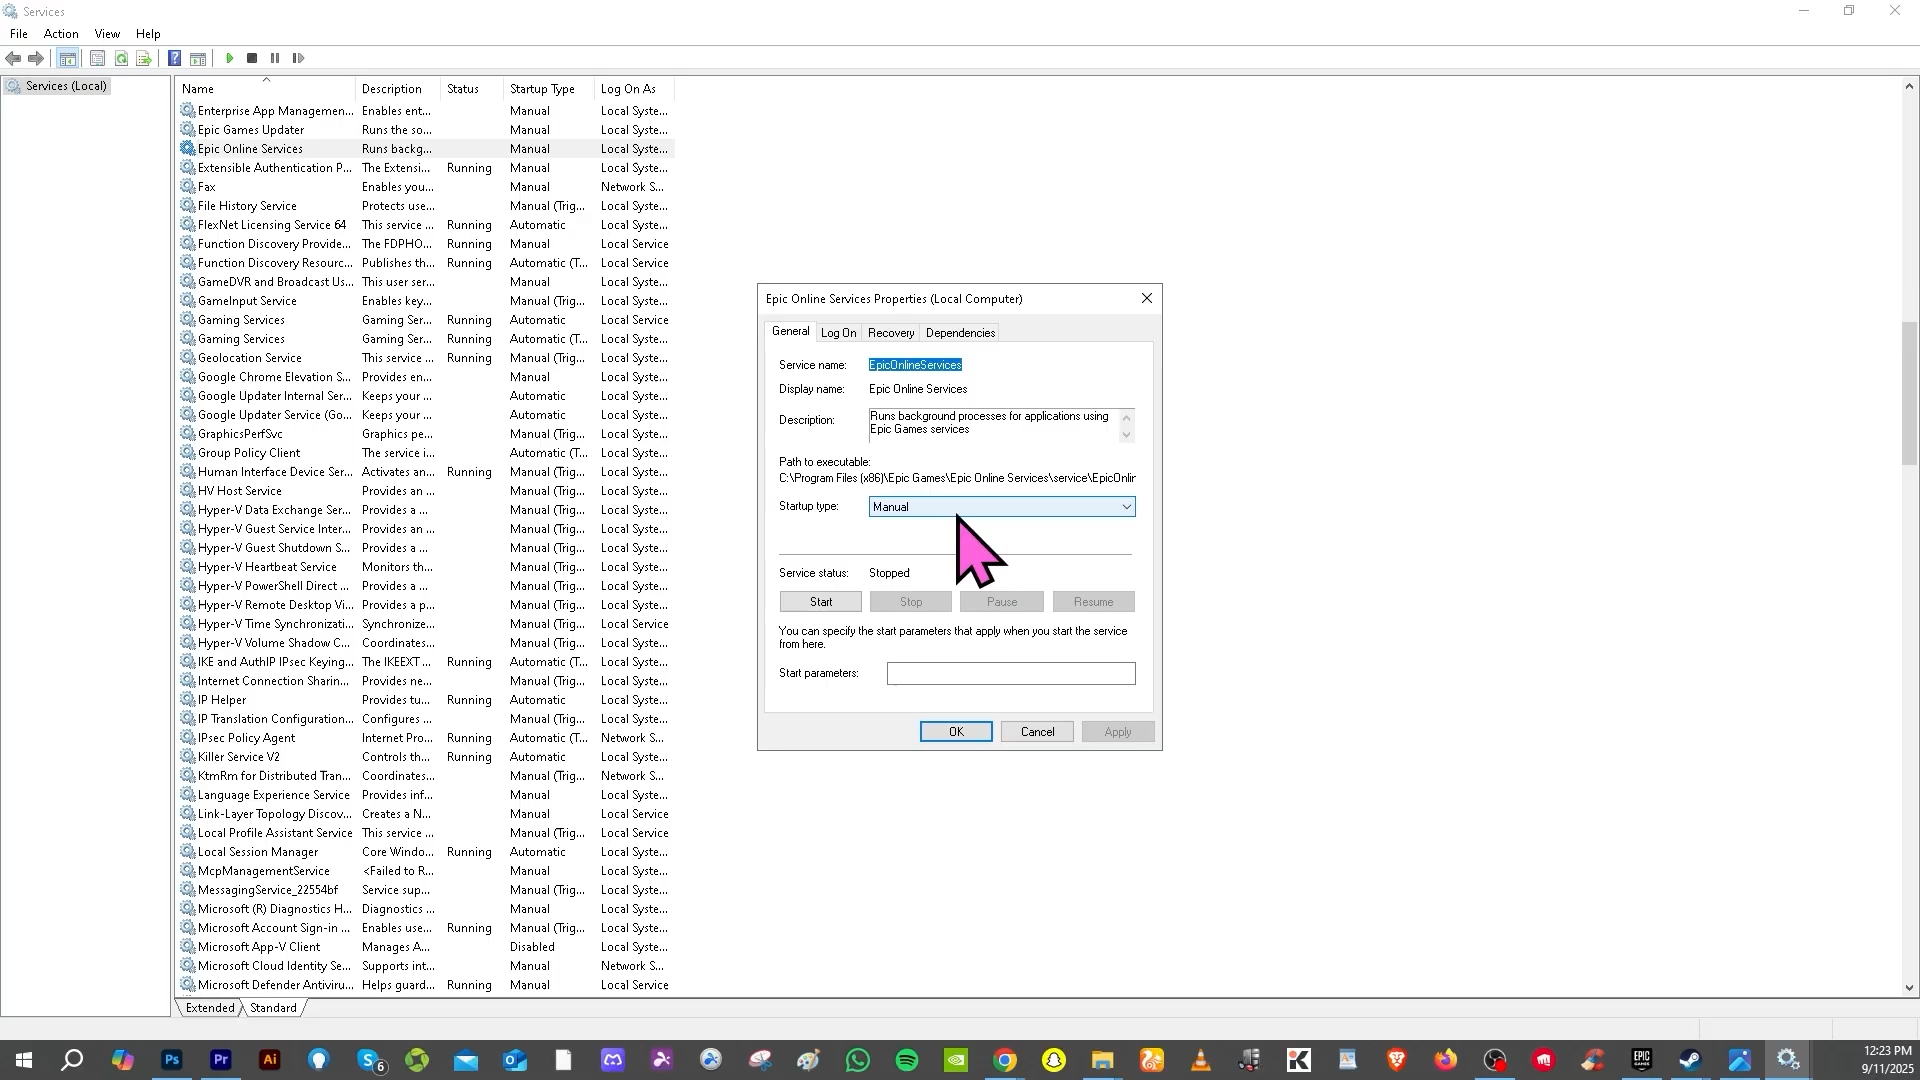 Services
File Action View Help
Services (Local)
Name Description Status Startup Type Log On As
Enterprise App Managemen... Enables ent... Manual Local Syste...
Epic Games Updater Runs the so... Manual Local Syste...
Epic Online Services Runs backg... Manual Local Syste...
Extensible Authentication P... The Extensi... Running Manual Local Syste...
Fax Enables you... Manual Network S...
File History Service Protects use... Manual (Trig... Local Syste...
FlexNet Licensing Service 64 This service ... Running Automatic Local Syste...
Function Discovery Provide... The FDPHO... Running Manual Local Service
Function Discovery Resourc... Publishes th... Running Automatic (T... Local Service
GameDVR and Broadcast Us... This user ser... Manual Local Syste...
GameInput Service Enables key... Manual (Trig... Local Syste...
Gaming Services Gaming Ser... Running Automatic Local Service
Gaming Services Gaming Ser... Running Automatic (T... Local Syste...
Geolocation Service This service ... Running Manual (Trig... Local Syste...
Google Chrome Elevation S... Provides en... Manual Local Syste...
Google Updater Internal Ser... Keeps your ... Automatic Local Syste...
Google Updater Service (Go... Keeps your ... Automatic Local Syste...
GraphicsPerfSvc Graphics pe... Manual (Trig... Local Syste...
Group Policy Client The service i... Automatic (T... Local Syste...
Human Interface Device Ser... Activates an... Running Manual (Trig... Local Syste...
HV Host Service Provides an ... Manual (Trig... Local Syste...
Hyper-V Data Exchange Ser... Provides a ... Manual (Trig... Local Syste...
Hyper-V Guest Service Inter... Provides an ... Manual (Trig... Local Syste...
Hyper-V Guest Shutdown S... Provides a ... Manual (Trig... Local Syste...
Hyper-V Heartbeat Service Monitors th... Manual (Trig... Local Syste...
Hyper-V PowerShell Direct ... Provides a ... Manual (Trig... Local Syste...
Hyper-V Remote Desktop Vi... Provides a p... Manual (Trig... Local Syste...
Hyper-V Time Synchronizati... Synchronize... Manual (Trig... Local Service
Hyper-V Volume Shadow C... Coordinates... Manual (Trig... Local Syste...
IKE and AuthIP IPsec Keying... The IKEEXT ... Running Automatic (T... Local Syste...
Internet Connection Sharin... Provides ne... Manual (Trig... Local Syste...
IP Helper Provides tu... Running Automatic Local Syste...
IP Translation Configuration... Configures ... Manual (Trig... Local Syste...
IPsec Policy Agent Internet Pro... Running Automatic (T... Network S...
Killer Service V2 Controls th... Running Automatic Local Syste...
KtmRm for Distributed Tran... Coordinates... Manual (Trig... Network S...
Language Experience Service Provides inf... Manual Local Syste...
Link-Layer Topology Discov... Creates a N... Manual Local Service
Local Profile Assistant Service This service ... Manual (Trig... Local Service
Local Session Manager Core Windo... Running Automatic Local Syste...
McpManagementService <Failed to R... Manual Local Syste...
MessagingService_22554bf Service sup... Manual (Trig... Local Syste...
Microsoft (R) Diagnostics H... Diagnostics ... Manual Local Syste...
Microsoft Account Sign-in ... Enables use... Running Manual (Trig... Local Syste...
Microsoft App-V Client Manages A... Disabled Local Syste...
Microsoft Cloud Identity Se... Supports int... Manual Network S...
Microsoft Defender Antiviru... Helps guard... Running Manual Local Service
Extended Standard
Epic Online Services Properties (Local Computer)
General Log On Recovery Dependencies
Service name: EpicOnlineServices
Display name: Epic Online Services
Description: Runs background processes for applications using
Epic Games services
Path to executable:
C:\Program Files (x86)\Epic Games\Epic Online Services\service\EpicOnlin
Startup type: Manual
Service status: Stopped
Start Stop Pause Resume
You can specify the start parameters that apply when you start the service
from here.
Start parameters:
OK Cancel Apply
Ps Pr Ai 6 K EPIC
12:23 PM
9/11/2025